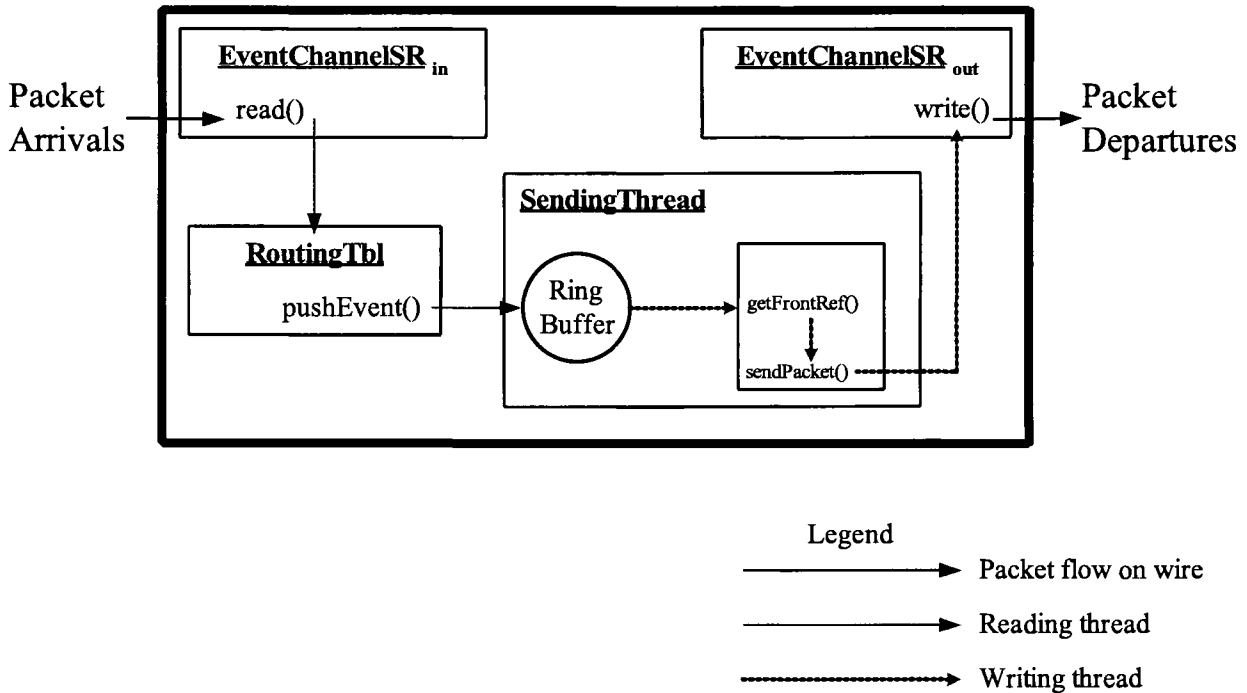 EventChannelSR in
EventChannelSR out
Packet
Arrivals
read()
write()
Packet
Departures
SendingThread
RoutingTbl
pushEvent()
Ring
Buffer
getFrontRef()
sendPacket()
Legend
Packet flow on wire
Reading thread
Writing thread